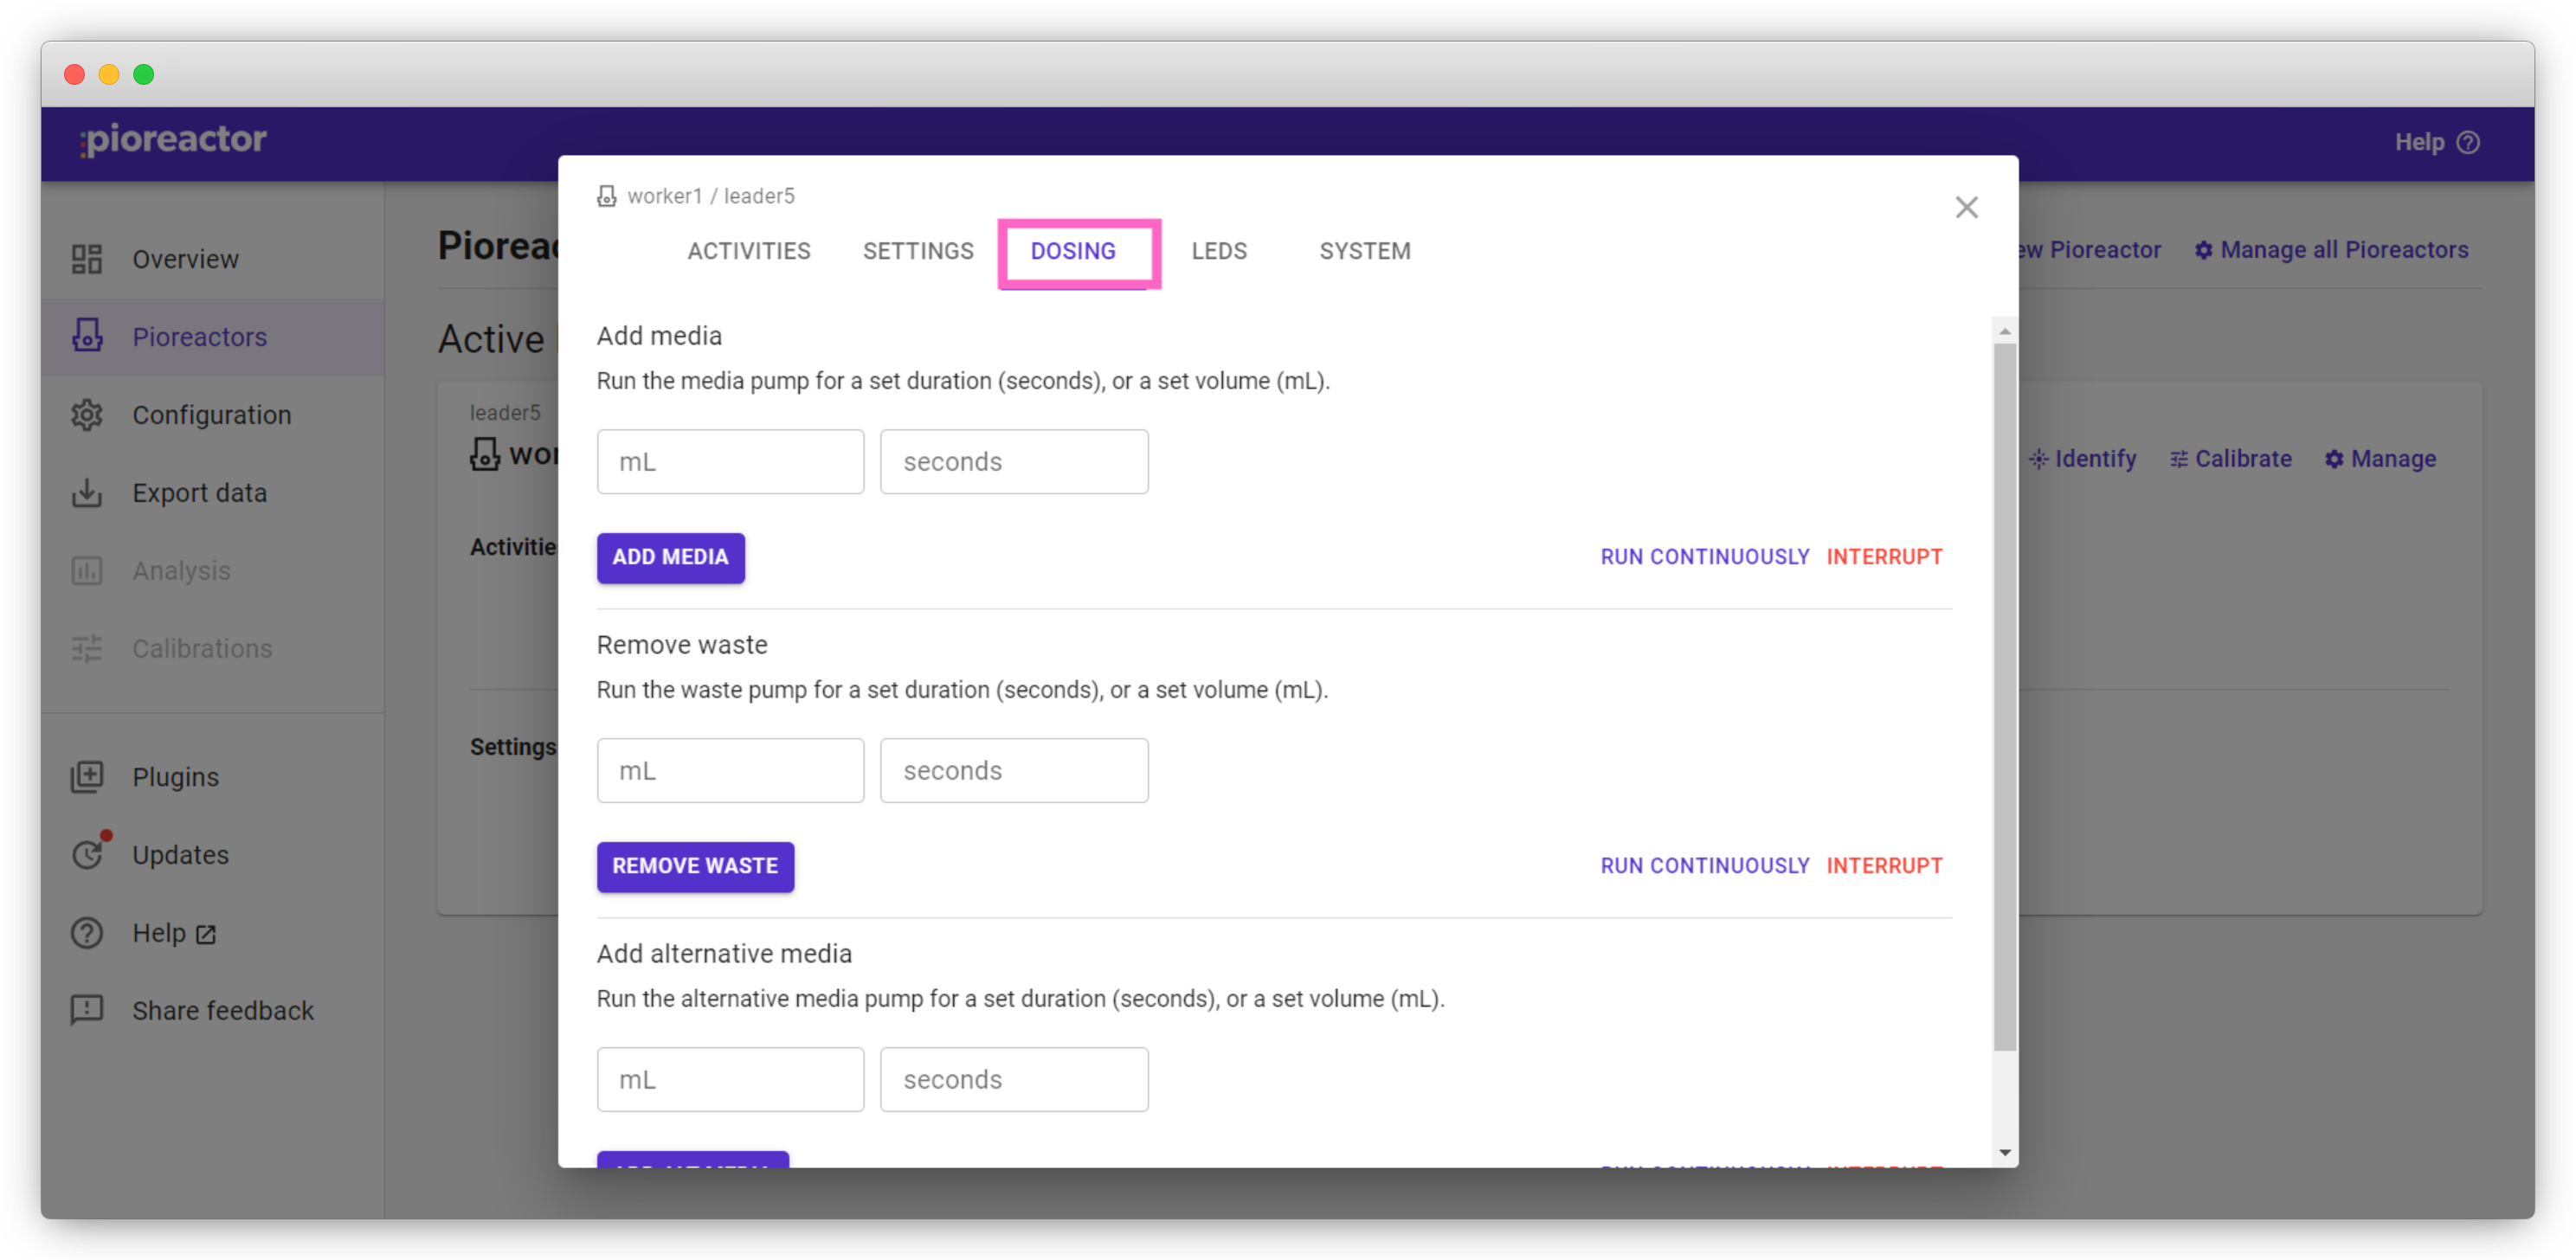 pioreactor
Help
worker1 / leader5
ACTIVITIES SETTINGS DOSING LEDS SYSTEM
Overview
Pioreactors
Configuration
Export data
Analysis
Calibrations
Plugins
Updates
Help
Share feedback
Pioreac
ew Pioreactor Manage all Pioreactors
Active
leader5
wor
Identify Calibrate Manage
Activitie
Settings
Add media
Run the media pump for a set duration (seconds), or a set volume (mL).
mL seconds
ADD MEDIA RUN CONTINUOUSLY INTERRUPT
Remove waste
Run the waste pump for a set duration (seconds), or a set volume (mL).
mL seconds
REMOVE WASTE RUN CONTINUOUSLY INTERRUPT
Add alternative media
Run the alternative media pump for a set duration (seconds), or a set volume (mL).
mL seconds